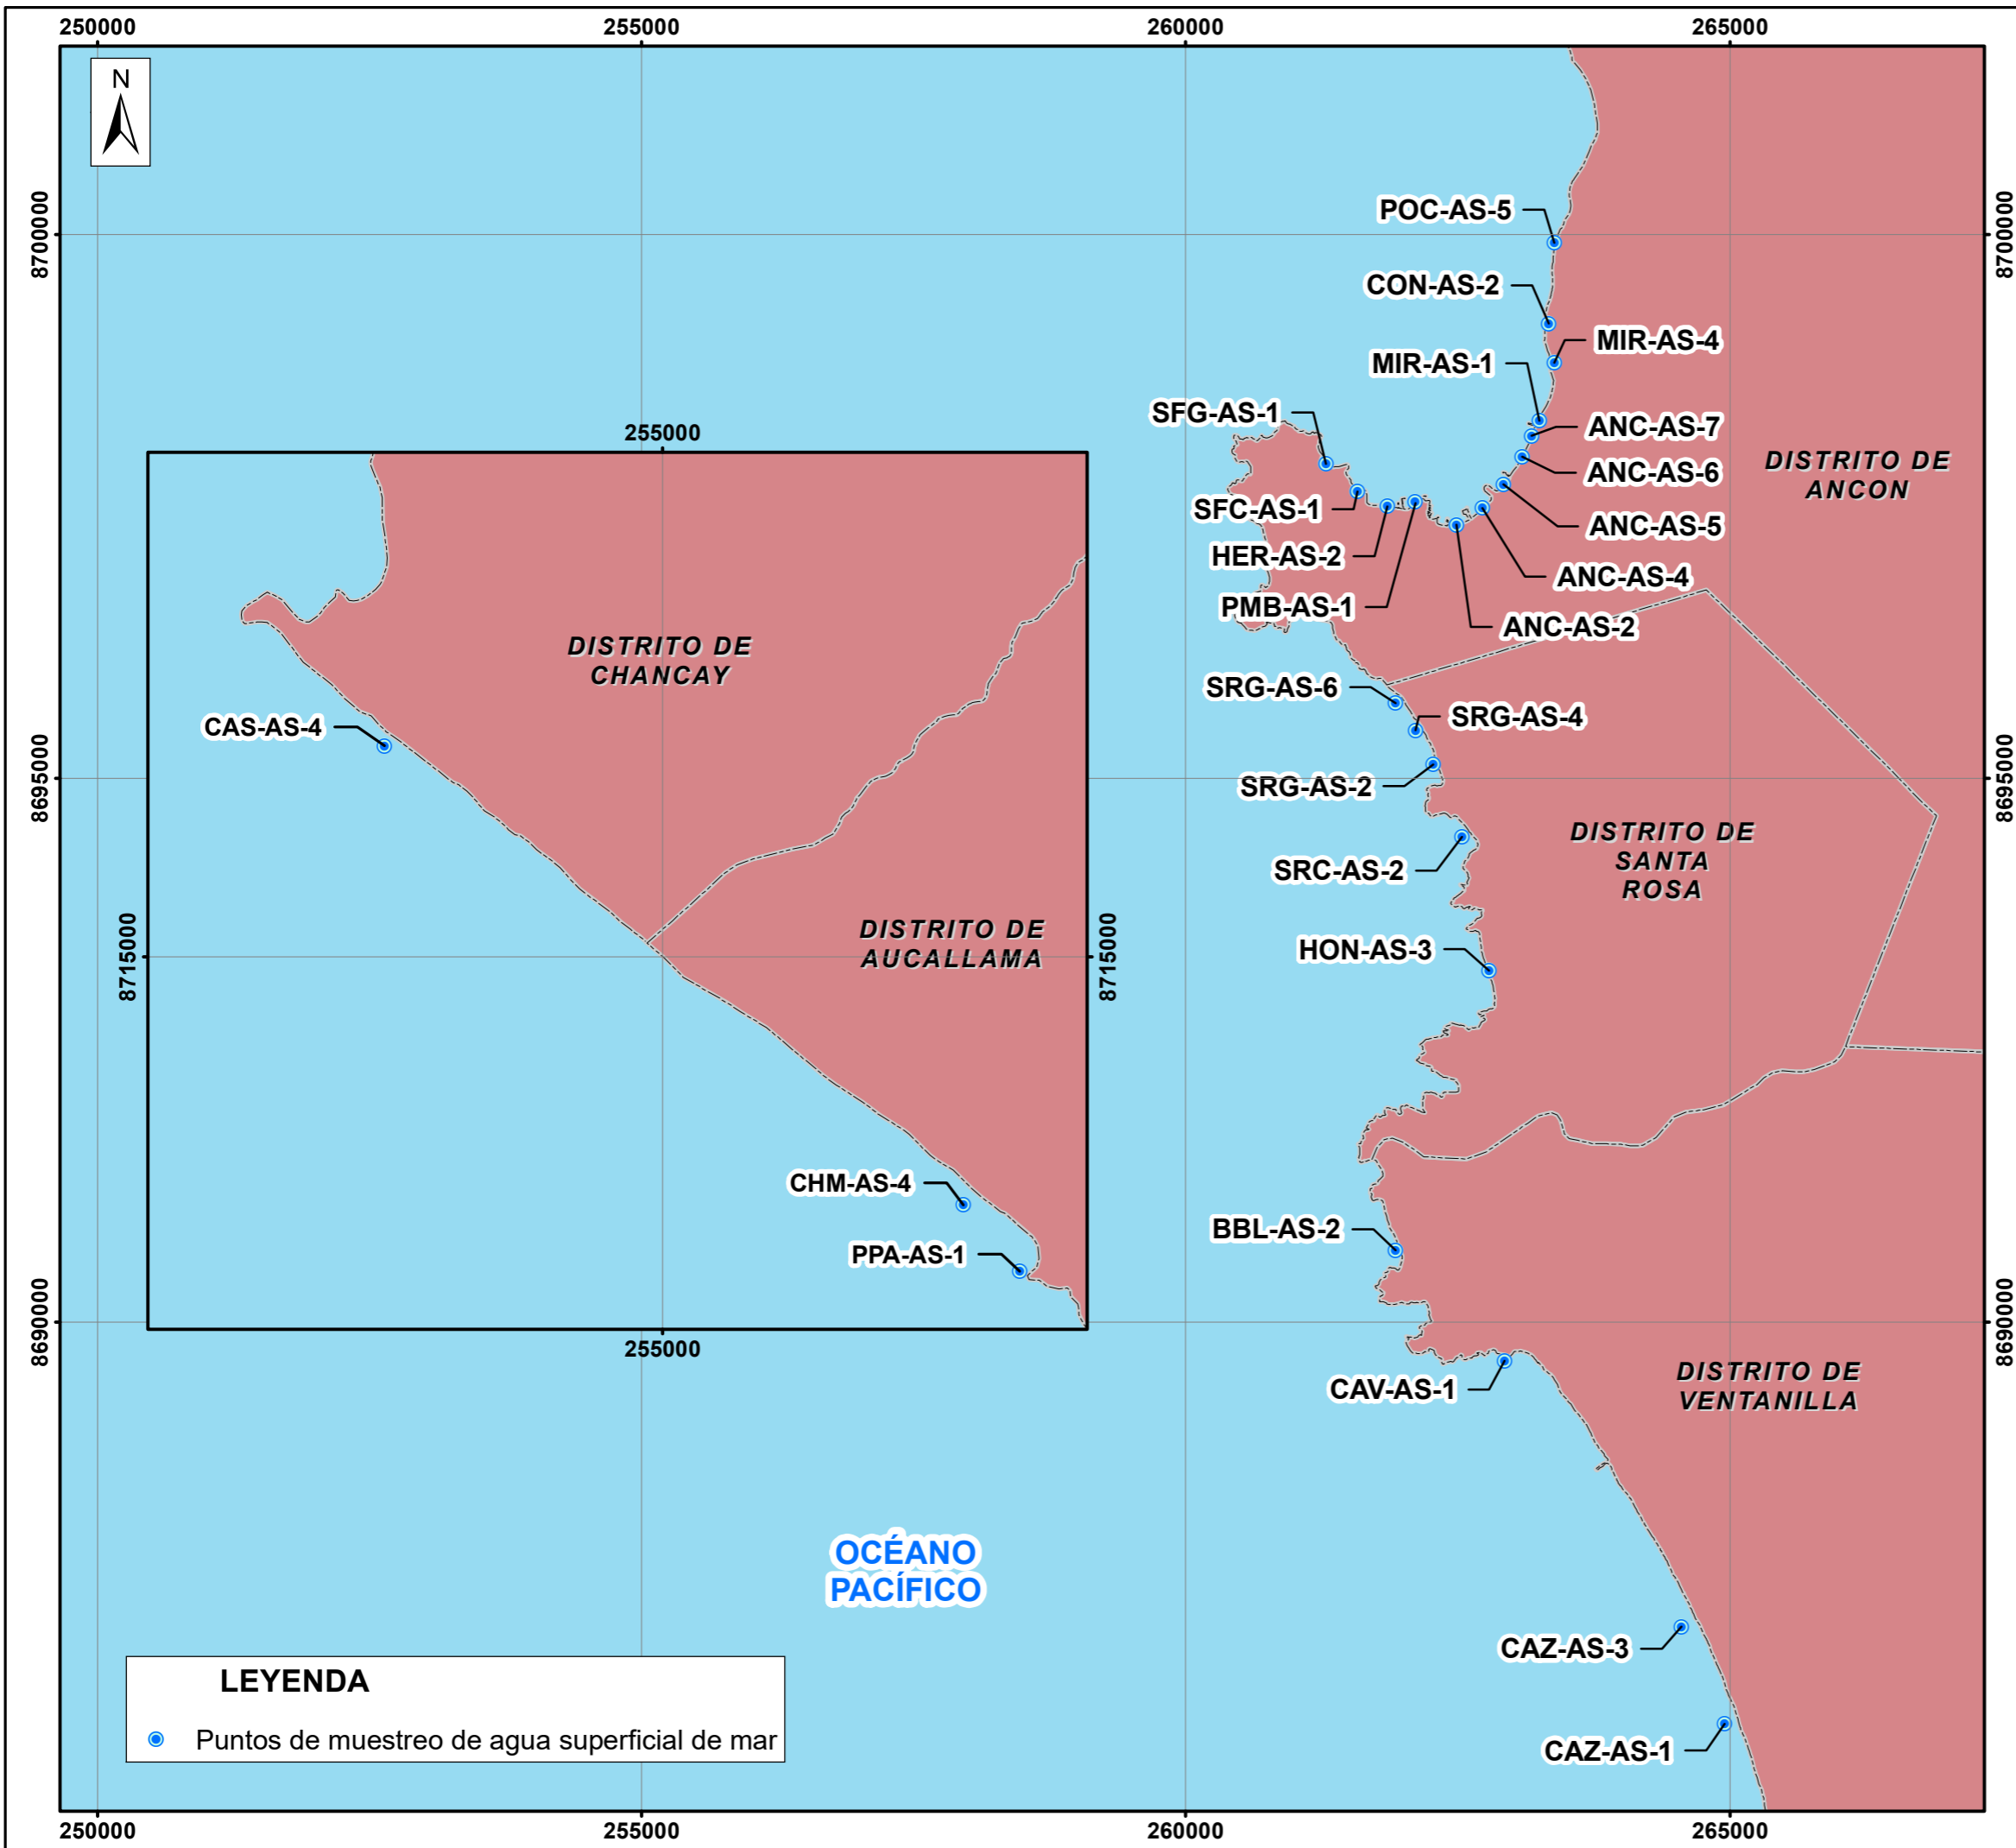 250000
255000
260000
265000
N
8700000
8700000
POC-AS-5
CON-AS-2
MIR-AS-4
MIR-AS-1
SFG-AS-1
ANC-AS-7
255000
ANC-AS-6
DISTRITO DE
ANCON
SFC-AS-1
ANC-AS-5
HER-AS-2
ANC-AS-4
PMB-AS-1
ANC-AS-2
DISTRITO DE
CHANCAY
SRG-AS-6
SRG-AS-4
CAS-AS-4
8695000
8695000
SRG-AS-2
DISTRITO DE
SANTA
ROSA
SRC-AS-2
DISTRITO DE
AUCALLAMA
HON-AS-3
8715000
8715000
CHM-AS-4
BBL-AS-2
PPA-AS-1
8690000
8690000
255000
CAV-AS-1
DISTRITO DE
VENTANILLA
OCÉANO
PACÍFICO
CAZ-AS-3
LEYENDA
Puntos de muestreo de agua superficial de mar
CAZ-AS-1
250000
255000
260000
265000